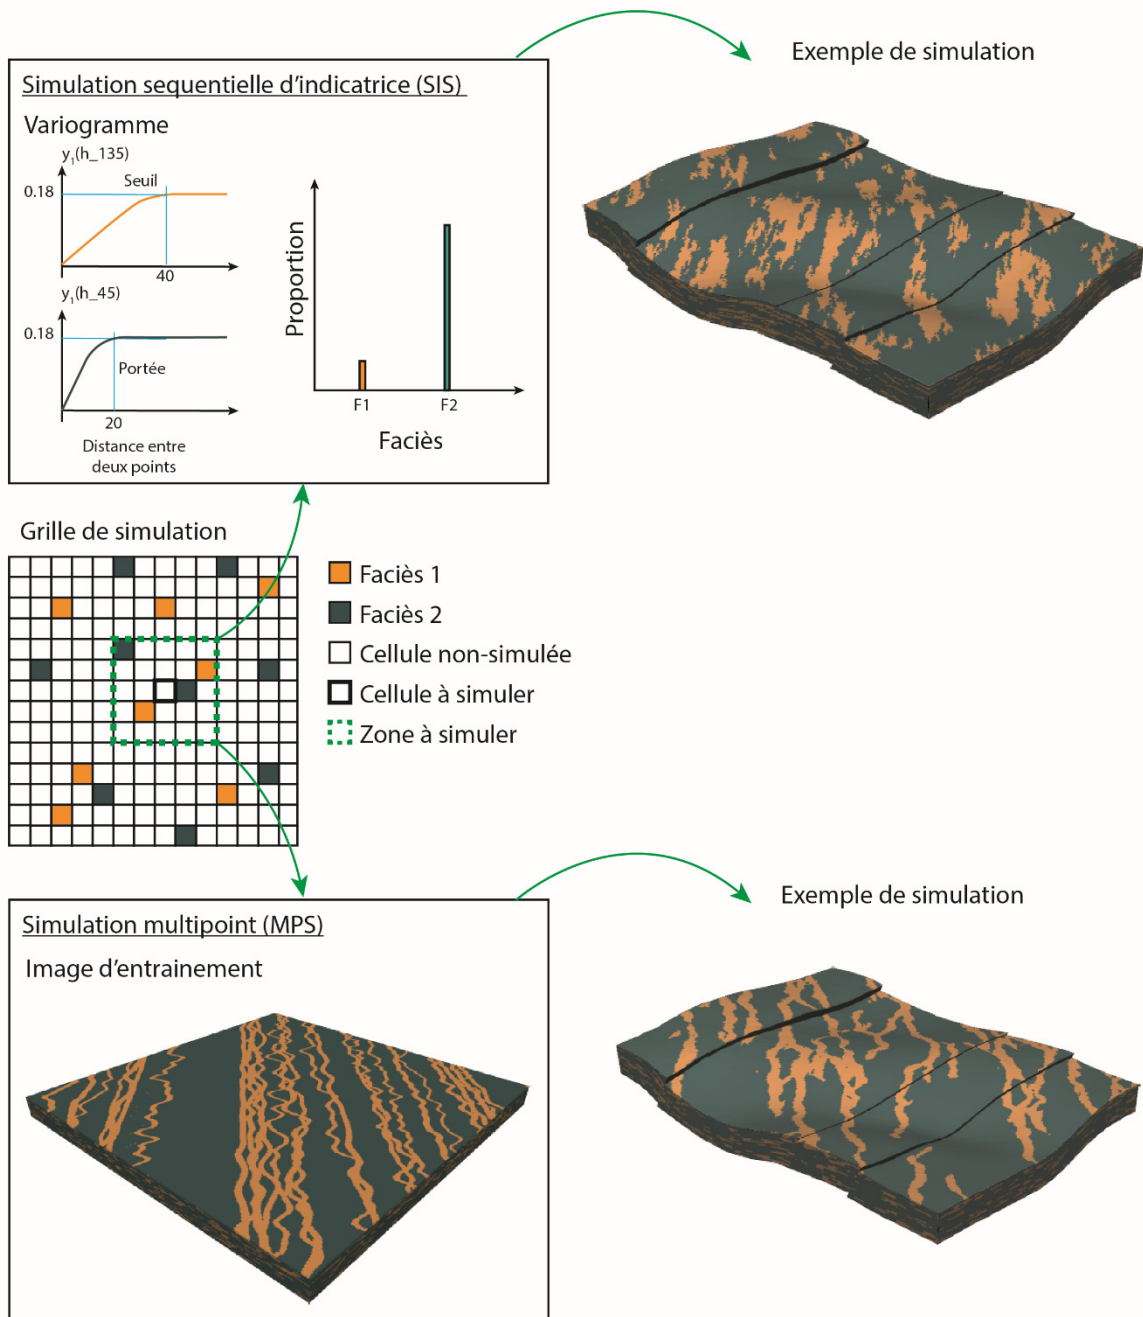 Exemple de simulation
Simulation sequentielle d'indicatrice (SIS)
Variogramme
y₁(h_135)
Seuil
0.18
40
y₁(h_45)
0.18
Portée
20
Distance entre
deux points
Proportion
F1
F2
Faciès
Grille de simulation
Faciès 1
Faciès 2
Cellule non-simulée
Cellule à simuler
Zone à simuler
Exemple de simulation
Simulation multipoint (MPS)
Image d'entrainement